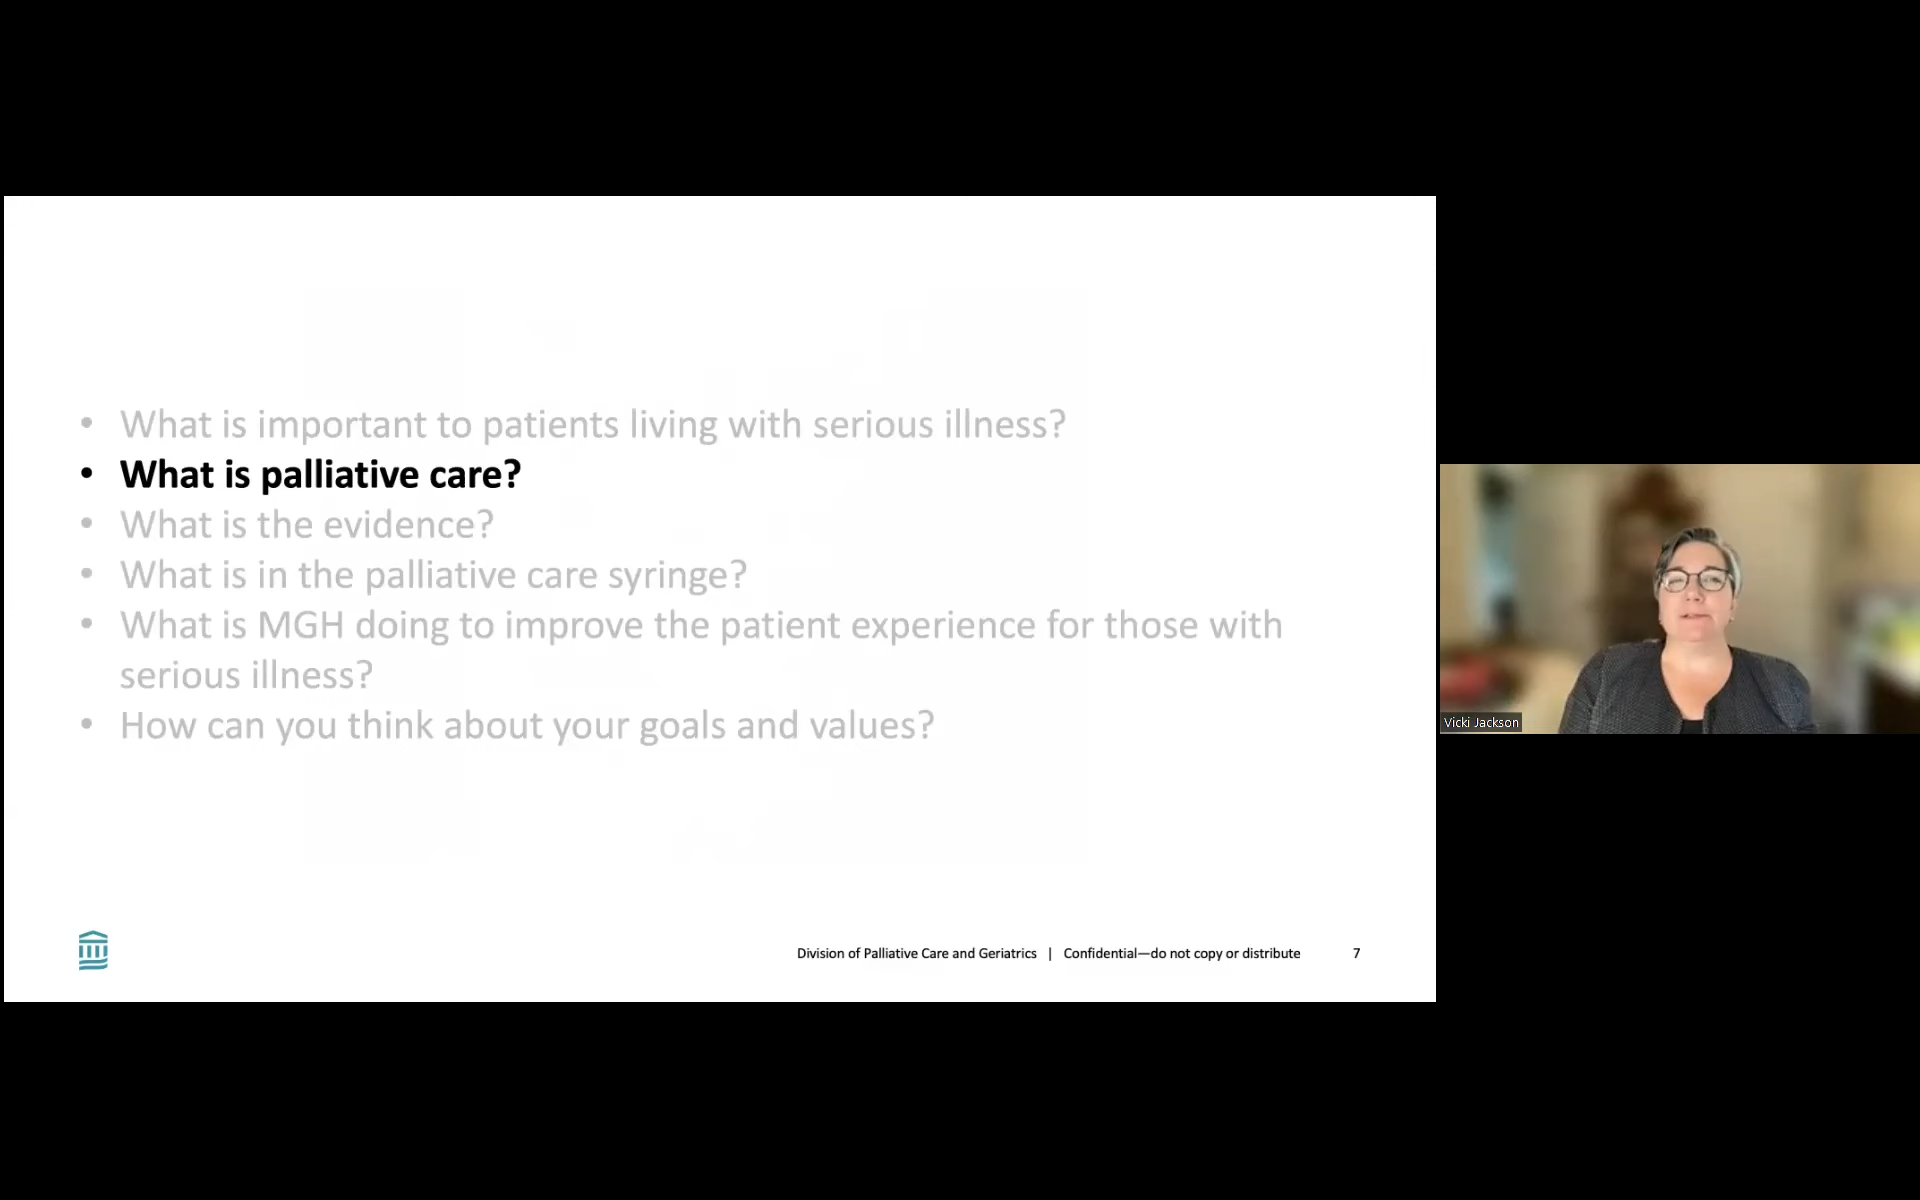 • What is important to patients living with serious illness?
• What is palliative care?
• What is the evidence?
• What is in the palliative care syringe?
• What is MGH doing to improve the patient experience for those with
serious illness?
• How can you think about your goals and values?
Vicki Jackson
Division of Palliative Care and Geriatrics | Confidential—do not copy or distribute 7